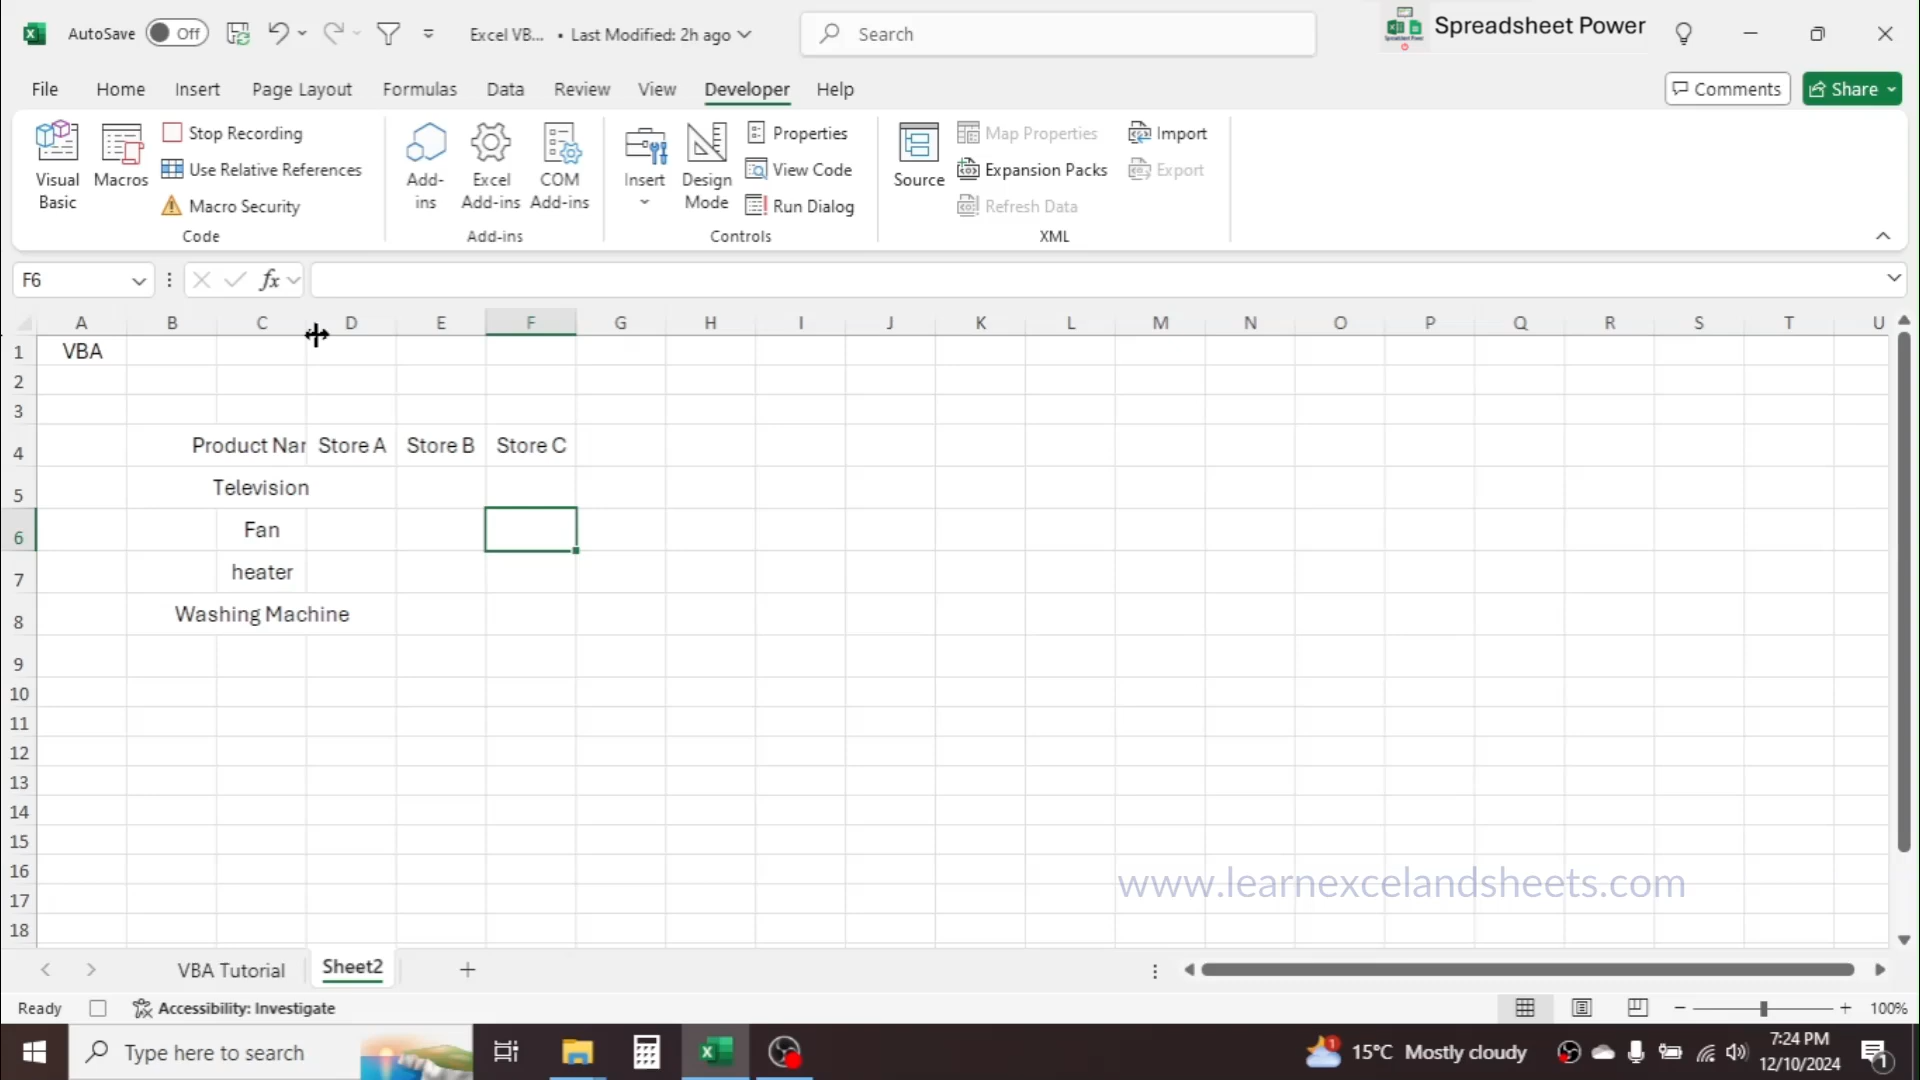 AutoSave Off Excel VB... • Last Modified: 2h ago Search Spreadsheet Power
File Home Insert Page Layout Formulas Data Review View Developer Help Comments Share
Visual Basic
Macros
Stop Recording
Use Relative References
Macro Security
Code
Add-ins
Excel Add-ins
COM Add-ins
Add-ins
Insert
Design Mode
Properties
View Code
Run Dialog
Controls
Source
Map Properties
Expansion Packs
Refresh Data
Import
Export
XML
F6 fx
A B C D E F G H I J K L M N O P Q R S T U
1 VBA
2
3
4 Product Nar Store A Store B Store C
5 Television
6 Fan
7 heater
8 Washing Machine
9
10
11
12
13
14
15
16
17 www.learnexcelandsheets.com
18
VBA Tutorial Sheet2
Ready Accessibility: Investigate 100%
Type here to search 1 15°C Mostly cloudy 7:24 PM
12/10/2024 1